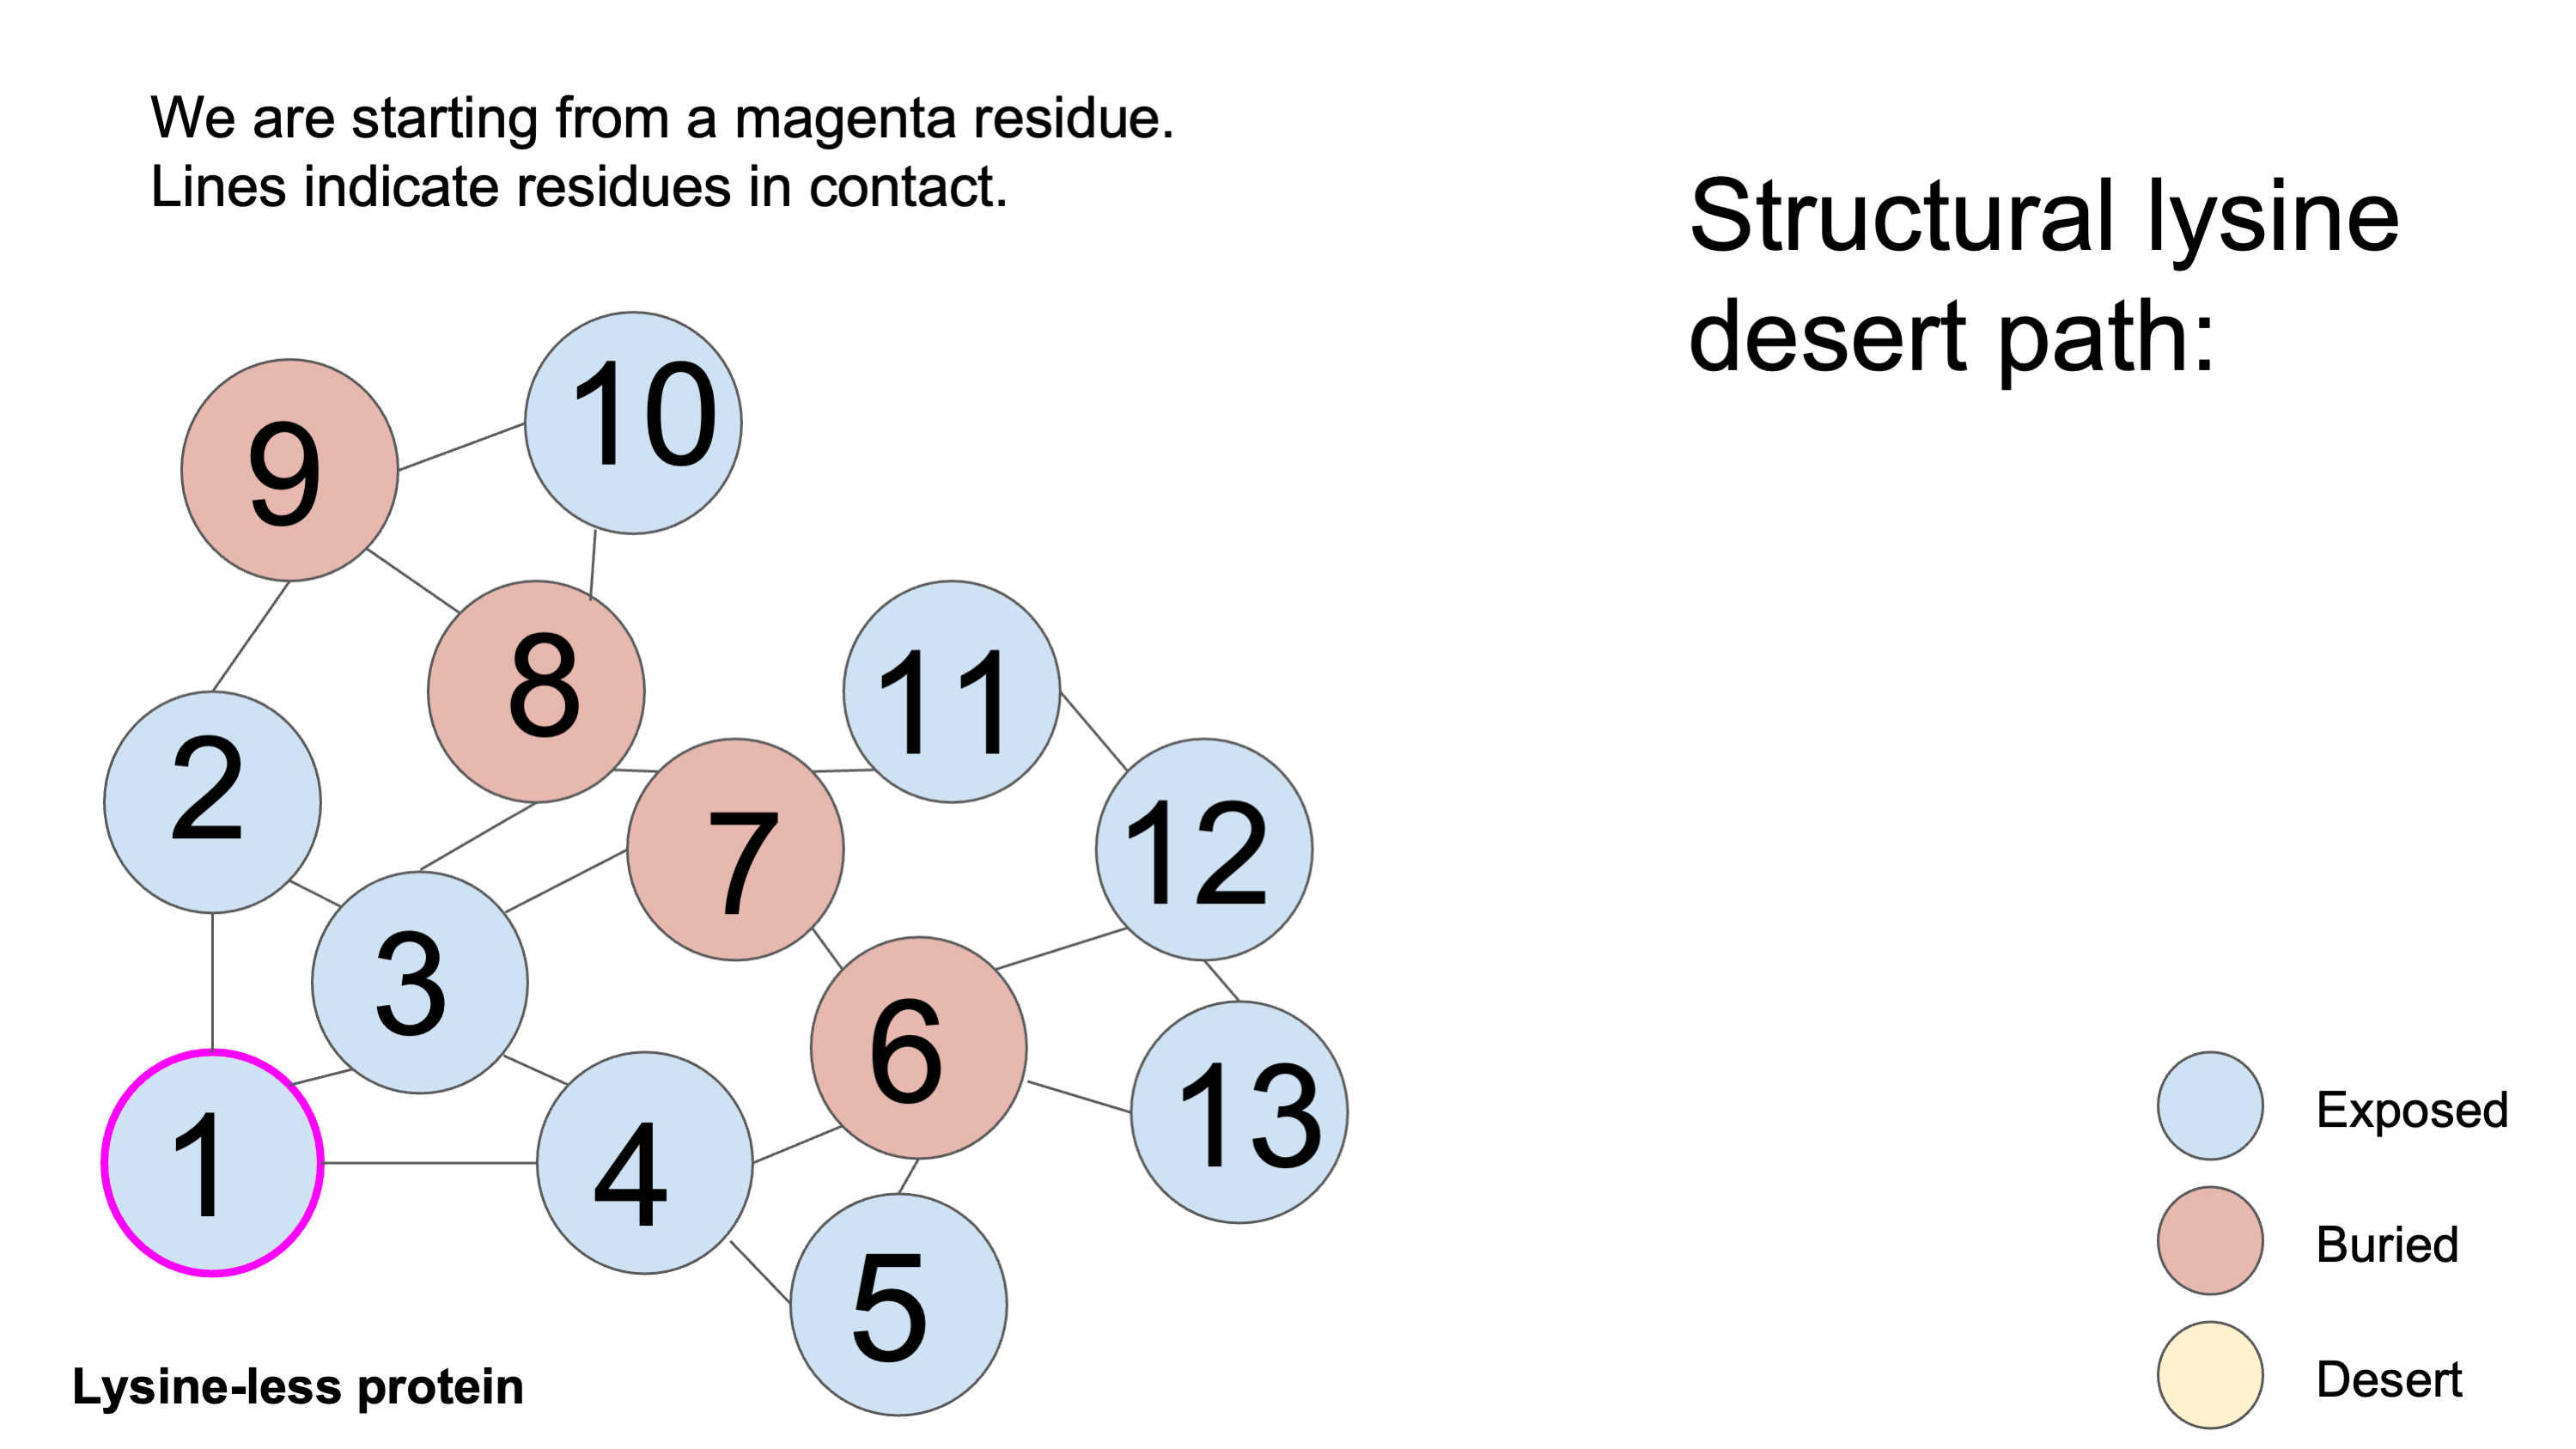 We are starting from a magenta residue.
Lines indicate residues in contact.
Structural lysine
desert path:
10
9
8
11
2
7
12
3
6
13
1
4
5
Exposed
Buried
Desert
Lysine-less protein